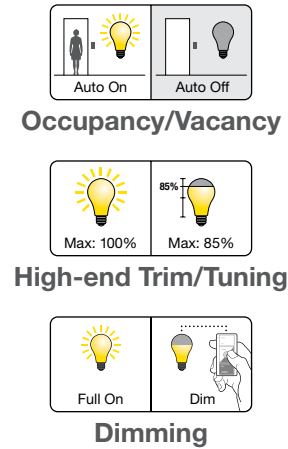 Auto On
Auto Off
Occupancy/Vacancy
85%
Max: 100%
Max: 85%
High-end Trim/Tuning
Full On
Dim
Dimming